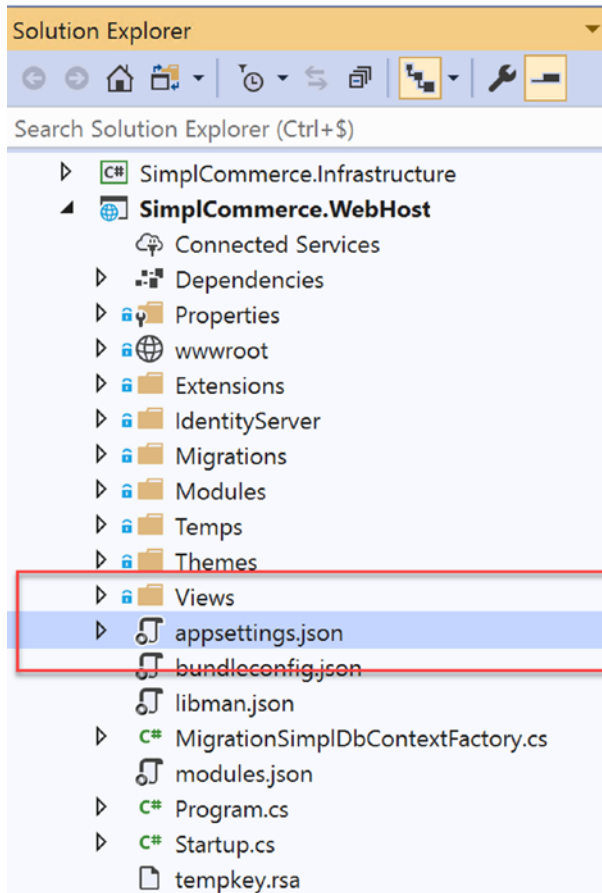 Solution Explorer
Search Solution Explorer (Ctrl+$)
C# SimplCommerce.Infrastructure
SimplCommerce.WebHost
Connected Services
Dependencies
Properties
wwwroot
Extensions
IdentityServer
Migrations
Modules
Temps
Themes
Views
appsettings.json
bundleconfig.json
libman.json
C# MigrationSimplDbContextFactory.cs
modules.json
C# Program.cs
C# Startup.cs
tempkey.rsa